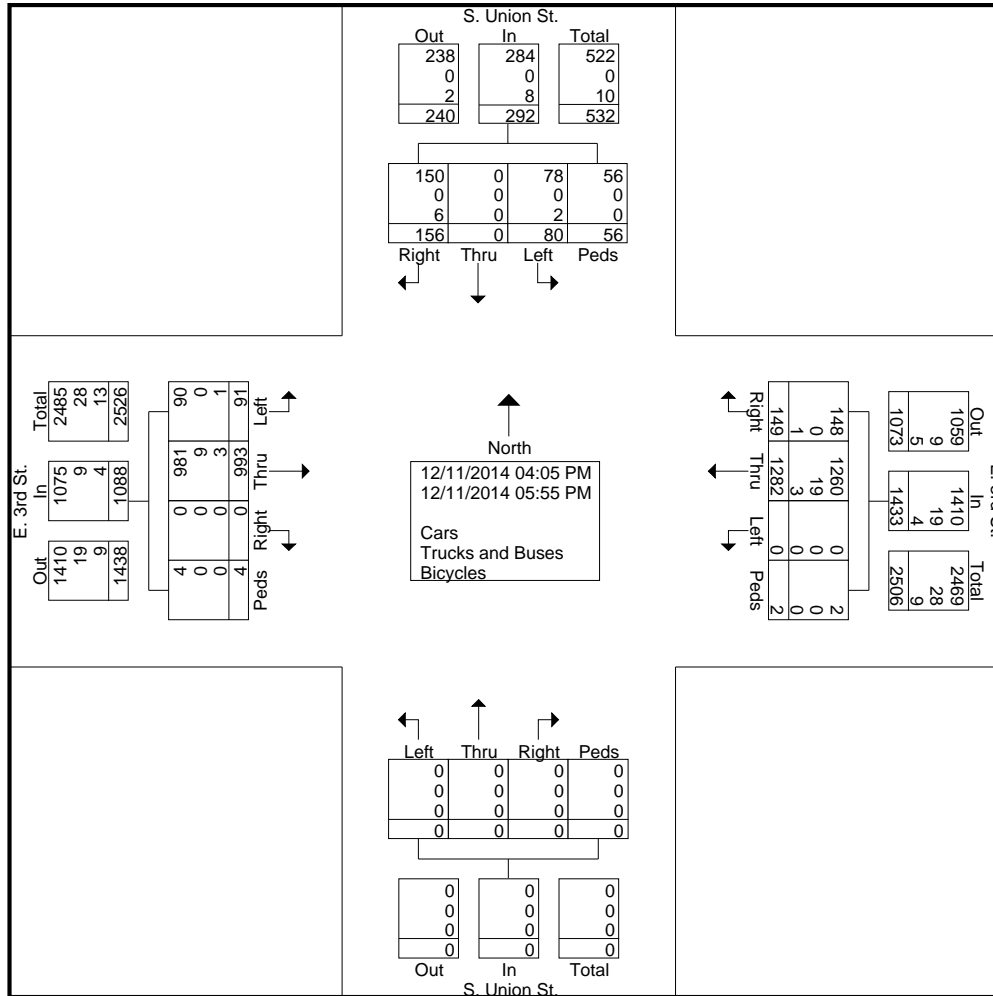 S. Union St.
Out In Total
238 284 522
0 0 0
2 8 10
240 292 532
150 0 78 56
0 0 0 0
6 0 2 0
156 0 80 56
Right Thru Left Peds
E. 3rd St.
Total In Out
2485 1075 1410
28 9 19
13 4 9
2526 1088 1438
90 981 0 4
0 9 0 0
1 3 0 0
91 993 0 4
Left Thru Right Peds
North
12/11/2014 04:05 PM
12/11/2014 05:55 PM
Cars
Trucks and Buses
Bicycles
Right Thru Left Peds
149 1282 0 2
1 3 0 0
0 19 0 0
148 1260 0 2
Out In Total
1059 1410 2469
9 19 28
5 4 9
1073 1433 2506
Left Thru Right Peds
0 0 0 0
0 0 0 0
0 0 0 0
0 0 0 0
0 0 0
0 0 0
0 0 0
0 0 0
Out In Total
S. Union St.